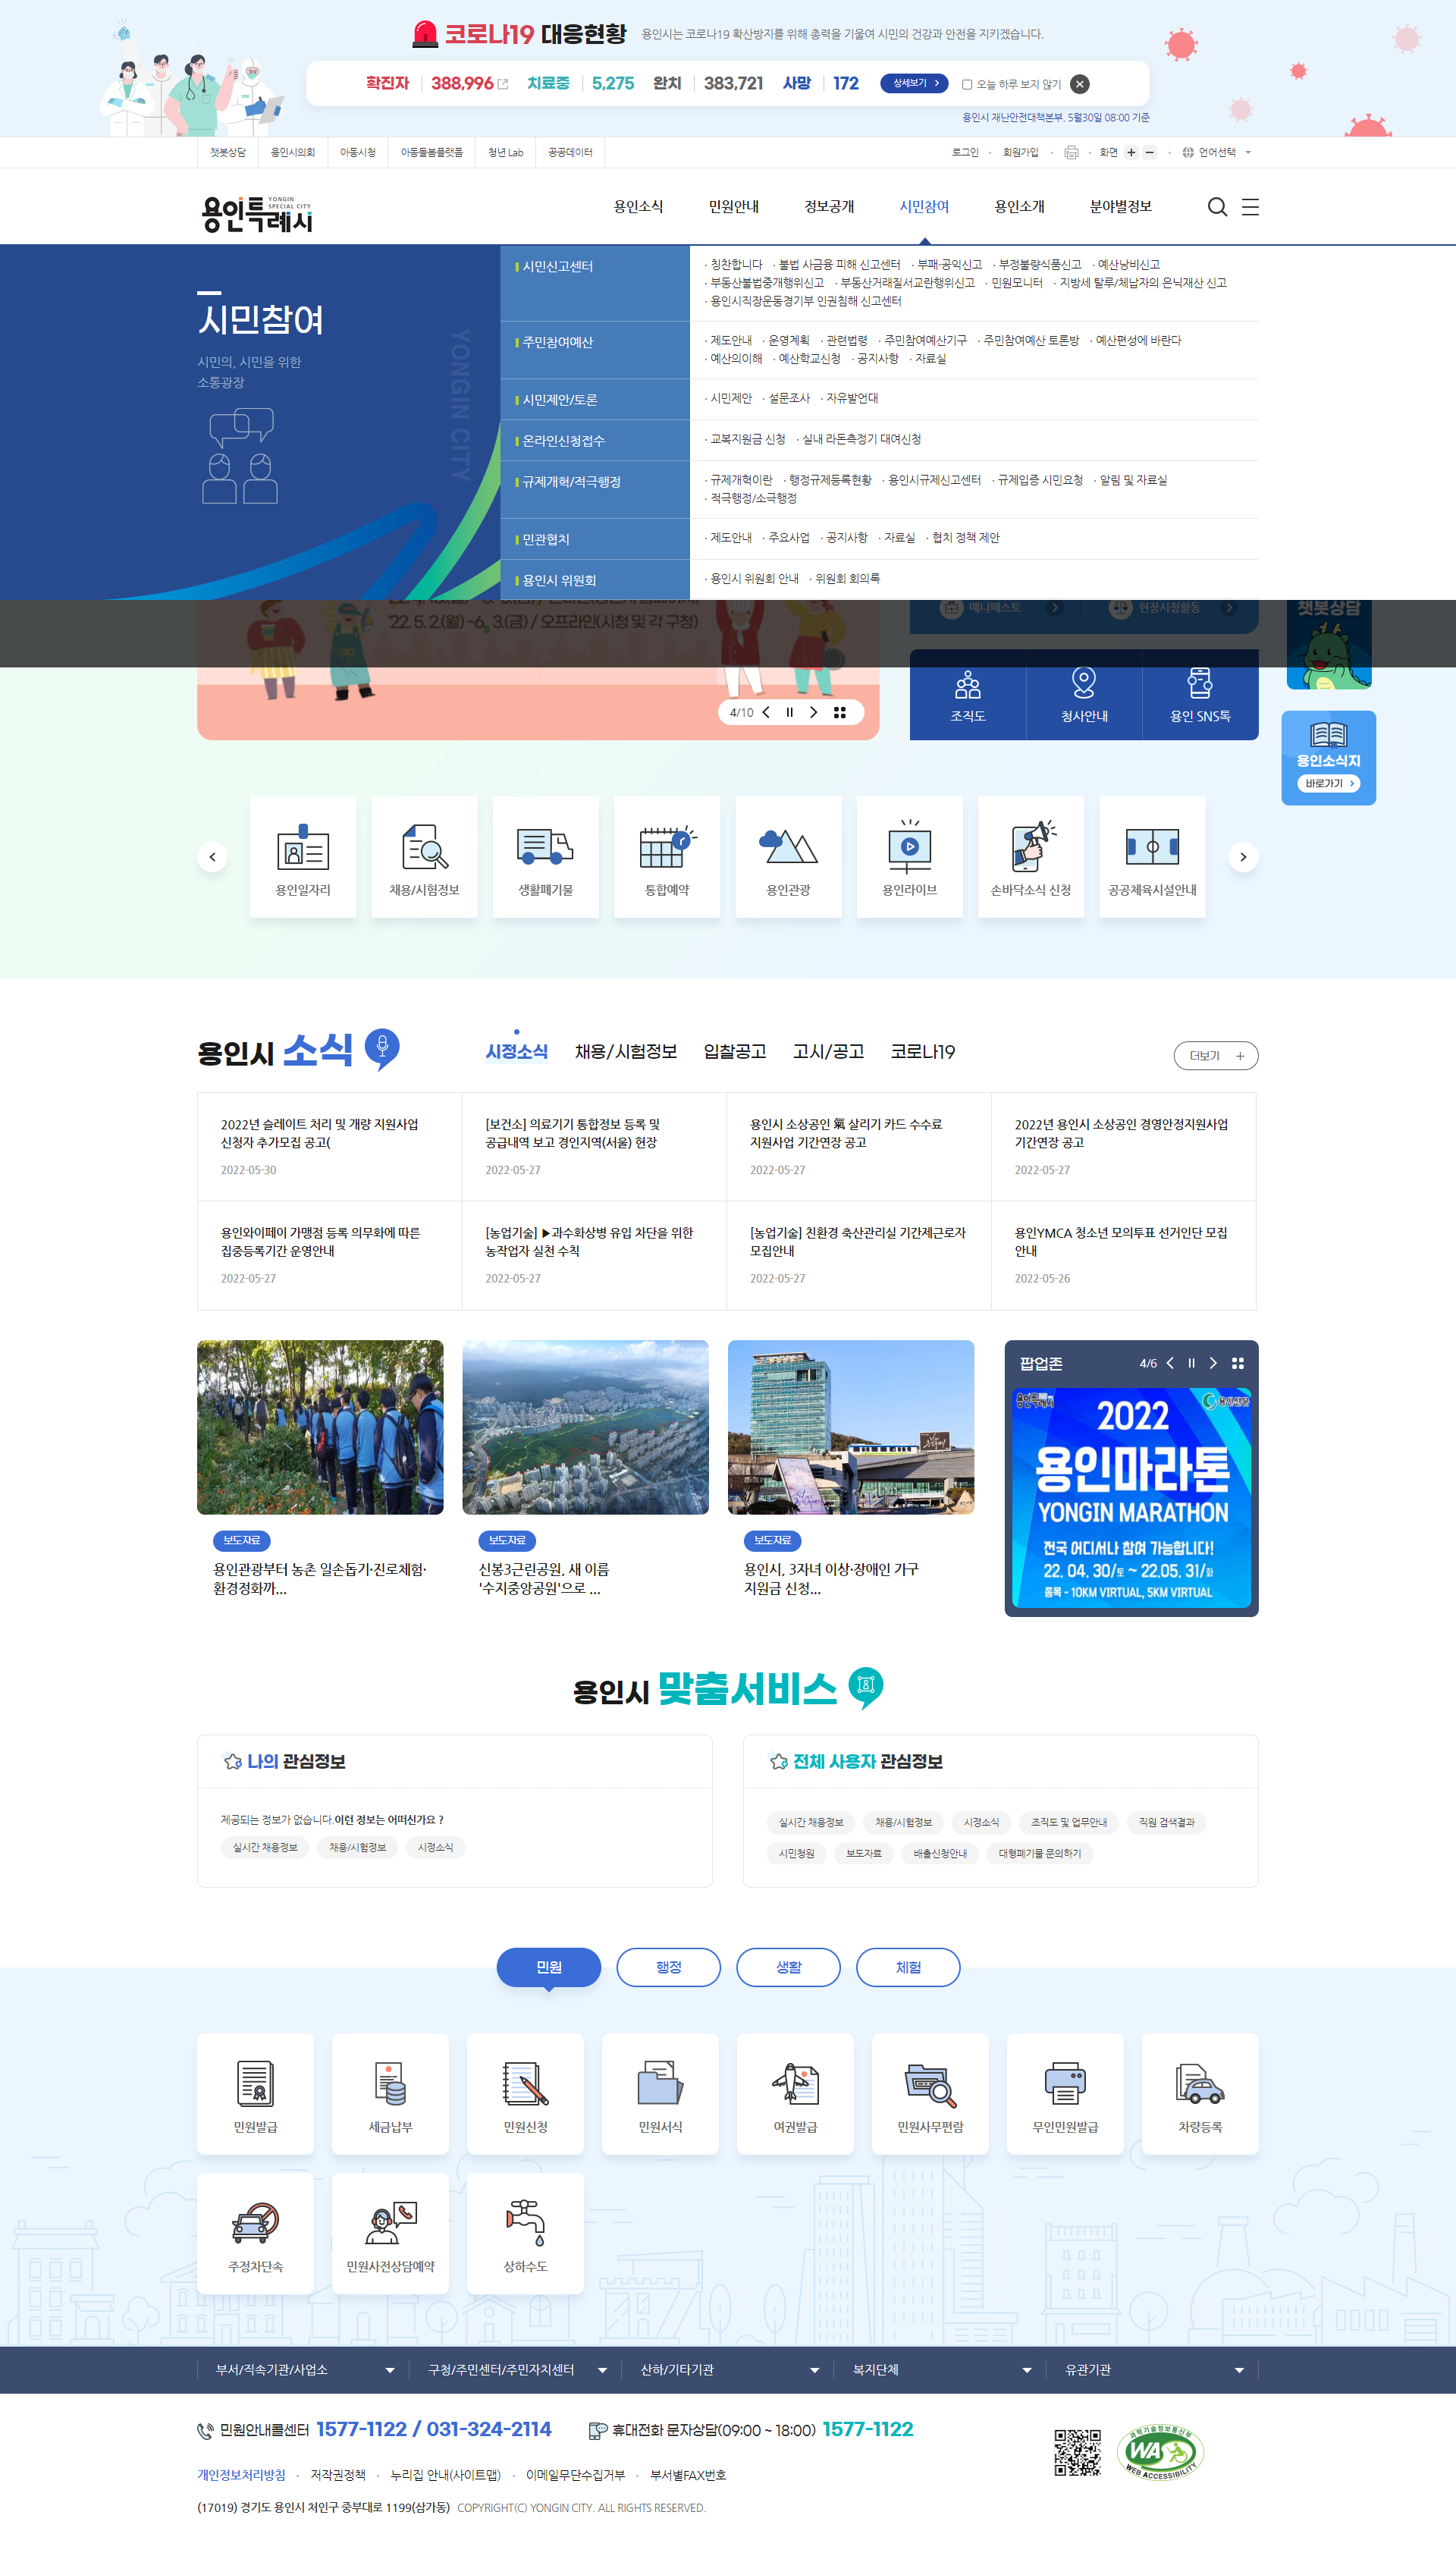 코로나19 대응현황 용인시는 코로나19 확산방지를 위해 총력을 기울여 시민의 건강과 안전을 지키겠습니다.
확진자 388,996 치료중 5,275 완치 383,721 사망 172 상세보기 오늘 하루 보지 않기
용인시 재난안전대책본부, 5월30일 08:00 기준
챗봇상담 용인시의회 아동시청 아동돌봄플랫폼 청년 Lab 공공데이터 로그인 회원가입 화면 언어선택
용인특례시 YONGIN SPECIAL CITY
용인소식 민원안내 정보공개 시민참여 용인소개 분야별정보
시민참여
시민의, 시민을 위한
소통광장
YONGIN CITY
시민신고센터
· 칭찬합니다 · 불법 사금융 피해 신고센터 · 부패·공익신고 · 부정불량식품신고 · 예산낭비신고
· 부동산불법중개행위신고 · 부동산거래질서교란행위신고 · 민원모니터 · 지방세 탈루/체납자의 은닉재산 신고
· 용인시직장운동경기부 인권침해 신고센터
주민참여예산
· 제도안내 · 운영계획 · 관련법령 · 주민참여예산기구 · 주민참여예산 토론방 · 예산편성에 바란다
· 예산의이해 · 예산학교신청 · 공지사항 · 자료실
시민제안/토론
· 시민제안 · 설문조사 · 자유발언대
온라인신청접수
· 교복지원금 신청 · 실내 라돈측정기 대여신청
규제개혁/적극행정
· 규제개혁이란 · 행정규제등록현황 · 용인시규제신고센터 · 규제입증 시민요청 · 알림 및 자료실
· 적극행정/소극행정
민관협치
· 제도안내 · 주요사업 · 공지사항 · 자료실 · 협치 정책 제안
용인시 위원회
· 용인시 위원회 안내 · 위원회 회의록
매니페스토 현장시정활동 챗봇상담
'22. 5. 2.(월) ~6. 3.(금) / 오프라인(시청 및 각 구청)
4/10
조직도 청사안내 용인 SNS톡
용인소식지
바로가기
용인일자리 채용/시험정보 생활폐기물 통합예약 용인관광 용인라이브 손바닥소식 신청 공공체육시설안내
용인시 소식
시정소식 채용/시험정보 입찰공고 고시/공고 코로나19 더보기
2022년 슬레이트 처리 및 개량 지원사업
신청자 추가모집 공고(
2022-05-30
[보건소] 의료기기 통합정보 등록 및
공급내역 보고 경인지역(서울) 현장
2022-05-27
용인시 소상공인 氣 살리기 카드 수수료
지원사업 기간연장 공고
2022-05-27
2022년 용인시 소상공인 경영안정지원사업
기간연장 공고
2022-05-27
용인와이페이 가맹점 등록 의무화에 따른
집중등록기간 운영안내
2022-05-27
[농업기술] ▶과수화상병 유입 차단을 위한
농작업자 실천 수칙
2022-05-27
[농업기술] 친환경 축산관리실 기간제근로자
모집안내
2022-05-27
용인YMCA 청소년 모의투표 선거인단 모집
안내
2022-05-26
보도자료
용인관광부터 농촌 일손돕기·진로체험·
환경정화까...
보도자료
신봉3근린공원, 새 이름
'수지중앙공원'으로 ...
보도자료
용인시, 3자녀 이상·장애인 가구
지원금 신청...
팝업존 4/6
용인특례시 용인신문
2022
용인마라톤
YONGIN MARATHON
전국 어디서나 참여 가능합니다!
22. 04. 30/토 ~ 22.05. 31/화
종목 - 10KM VIRTUAL, 5KM VIRTUAL
용인시 맞춤서비스
나의 관심정보
제공되는 정보가 없습니다.이런 정보는 어떠신가요 ?
실시간 채용정보 채용/시험정보 시정소식
전체 사용자 관심정보
실시간 채용정보 채용/시험정보 시정소식 조직도 및 업무안내 직원 검색결과
시민청원 보도자료 배출신청안내 대형폐기물 문의하기
민원 행정 생활 체험
민원발급 세금납부 민원신청 민원서식 여권발급 민원사무편람 무인민원발급 차량등록
주정차단속 민원사전상담예약 상하수도
부서/직속기관/사업소 구청/주민센터/주민자치센터 산하/기타기관 복지단체 유관기관
민원안내콜센터 1577-1122 / 031-324-2114 휴대전화 문자상담(09:00 ~ 18:00) 1577-1122
개인정보처리방침 저작권정책 누리집 안내(사이트맵) 이메일무단수집거부 부서별FAX번호
(17019) 경기도 용인시 처인구 중부대로 1199(삼가동) COPYRIGHT(C) YONGIN CITY. ALL RIGHTS RESERVED.
과학기술정보통신부
WA
WEB ACCESSIBILITY